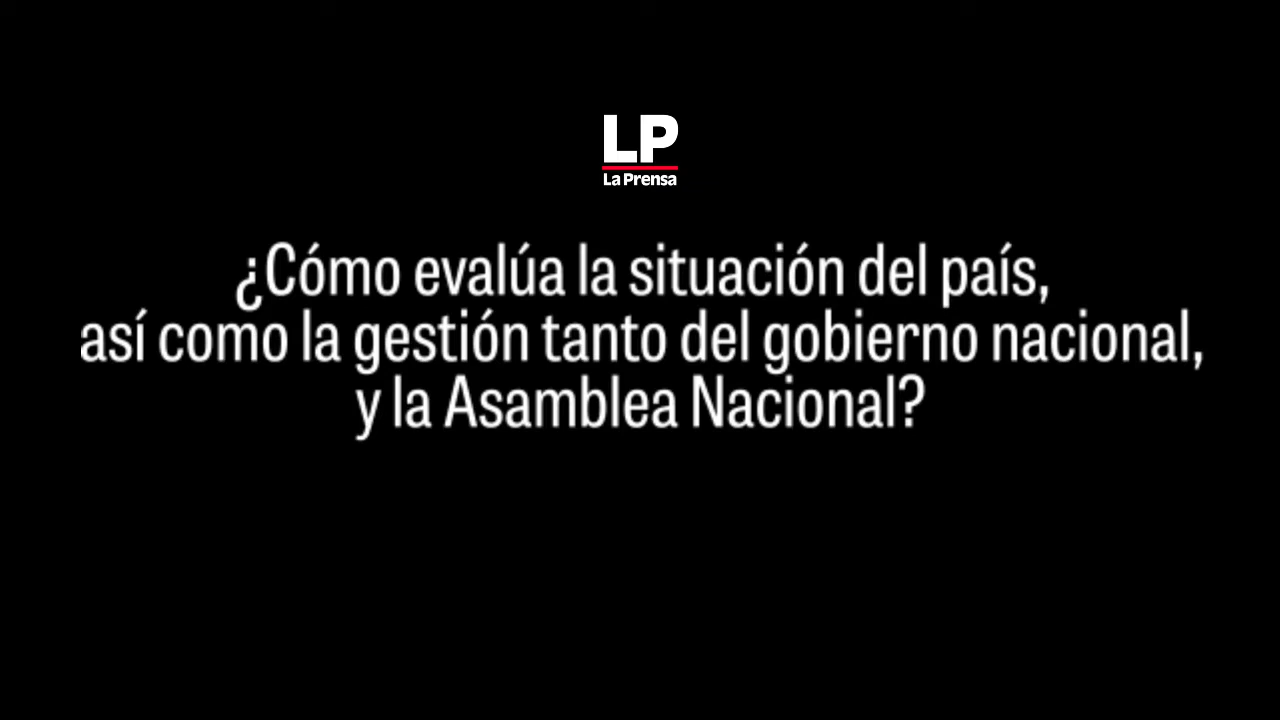 LP
La Prensa
¿Cómo evalúa la situación del país,
así como la gestión tanto del gobierno nacional,
y la Asamblea Nacional?